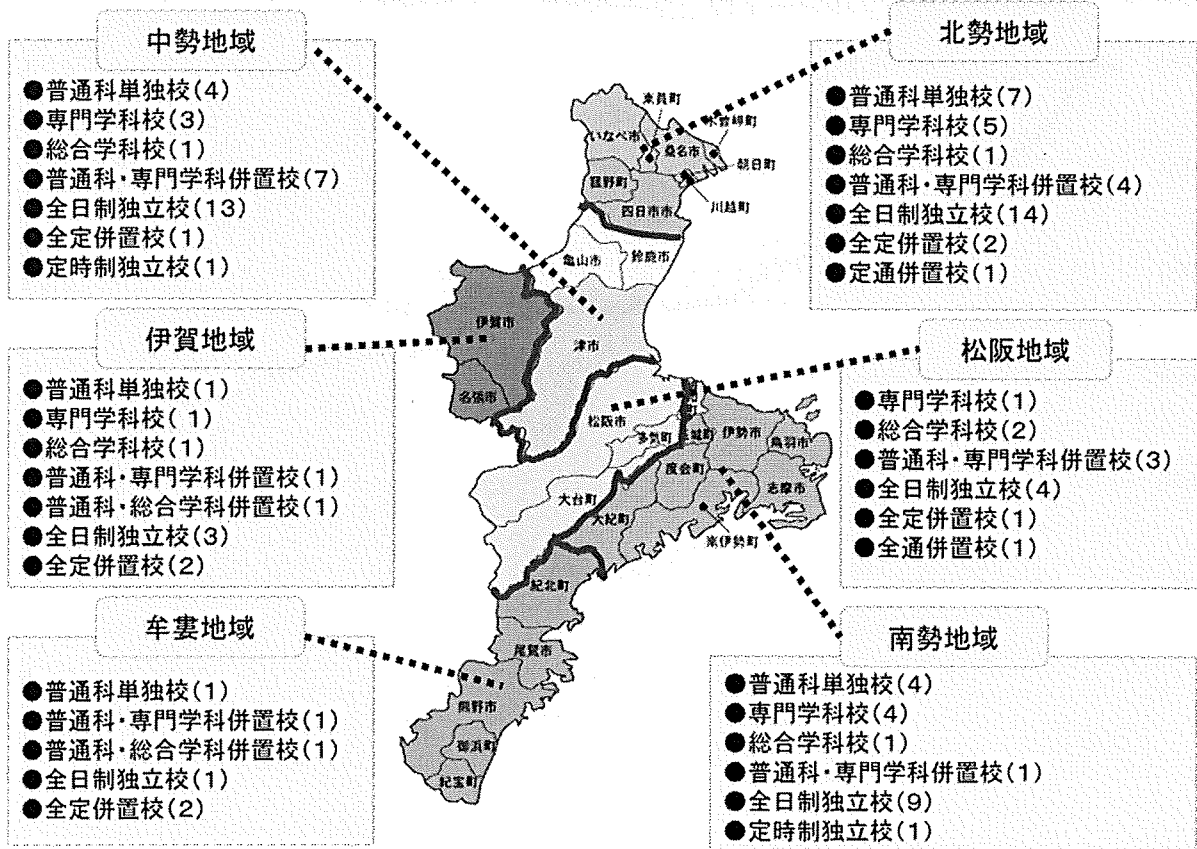 中勢地域
●普通科単独校(4)
●専門学科校(3)
●総合学科校(1)
●普通科・専門学科併置校(7)
●全日制独立校(13)
●全定併置校(1)
●定時制独立校(1)
北勢地域
●普通科単独校(7)
●専門学科校(5)
●総合学科校(1)
●普通科・専門学科併置校(4)
●全日制独立校(14)
●全定併置校(2)
●定通併置校(1)
伊賀地域
●普通科単独校(1)
●専門学科校( 1)
●総合学科校(1)
●普通科・専門学科併置校(1)
●普通科・総合学科併置校(1)
●全日制独立校(3)
●全定併置校(2)
松阪地域
●専門学科校(1)
●総合学科校(2)
●普通科・専門学科併置校(3)
●全日制独立校(4)
●全定併置校(1)
●全通併置校(1)
牟婁地域
●普通科単独校(1)
●普通科・専門学科併置校(1)
●普通科・総合学科併置校(1)
●全日制独立校(1)
●全定併置校(2)
南勢地域
●普通科単独校(4)
●専門学科校(4)
●総合学科校(1)
●普通科・専門学科併置校(1)
●全日制独立校(9)
●定時制独立校(1)
東員町
いなべ市
桑名市
朝日町
菰野町
川越町
四日市市
亀山市
鈴鹿市
伊賀市
津市
名張市
松阪市
多気町
伊勢市
鳥羽市
度会町
志摩市
大台町
大紀町
南伊勢町
紀北町
尾鷲市
熊野市
御浜町
紀宝町